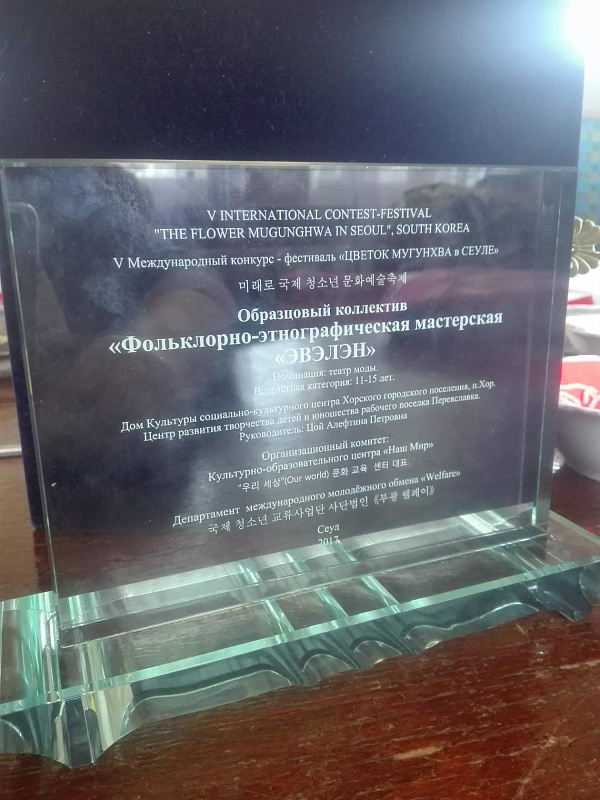 V INTERNATIONAL CONTEST-FESTIVAL
"THE FLOWER MUGUNGHWA IN SEOUL", SOUTH KOREA
V Международный конкурс - фестиваль «ЦВЕТОК МУГУНХВА в СЕУЛЕ»
미래로 국제 청소년 문화예술축제
Образцовый коллектив
«Фольклорно-этнографическая мастерская
«ЭВЭЛЭН»
Номинация: театр моды.
Возрастная категория: 11-15 лет.
Дом Культуры социально-культурного центра Хорского городского поселения, п.Хор.
Центр развития творчества детей и юношества рабочего поселка Переяславка.
Руководитель: Цой Алефтина Петровна
Организационный комитет:
Культурно-образовательного центра «Наш Мир»
"우리 세상"(Our world) 문화 교육 센터 대표.
Департамент международного молодёжного обмена «Welfare»
국제 청소년 교류사업단 사단법인 《부광 웰페이》
Сеул
2017